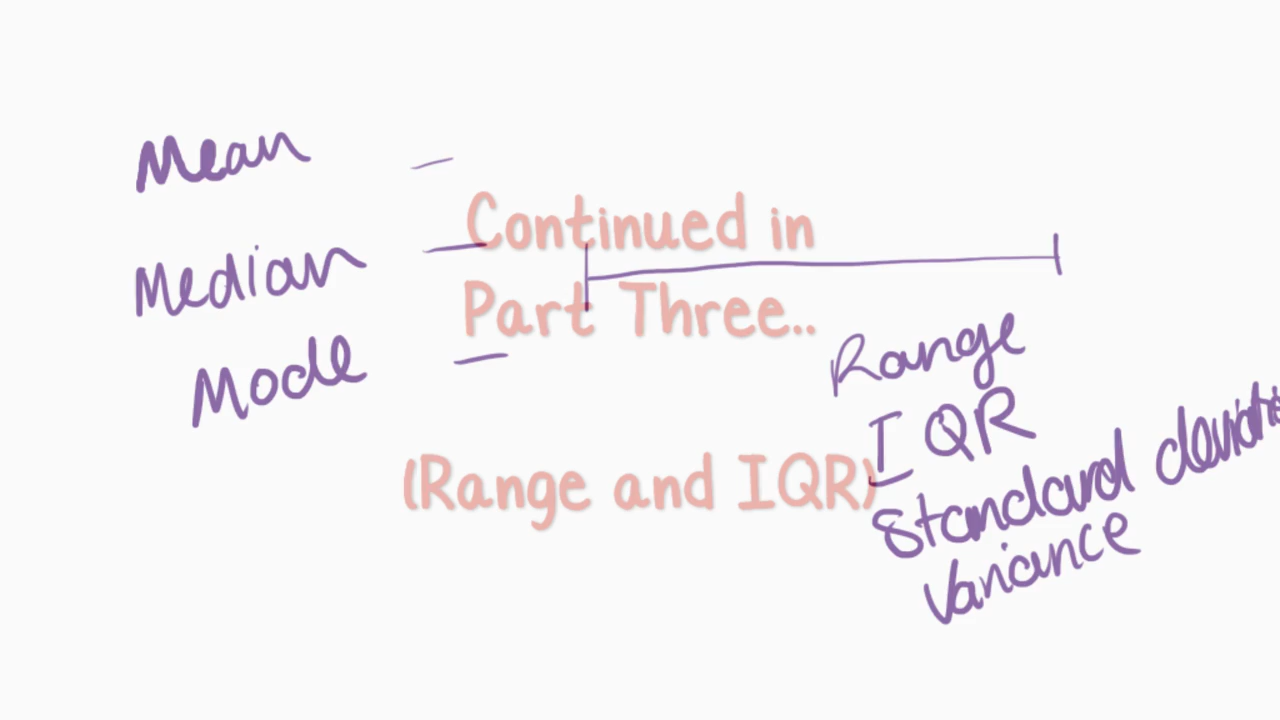 Mean
Median
Mode
Continued in
Part Three..
(Range and IQR)
Range
IQR
Standard
Variance